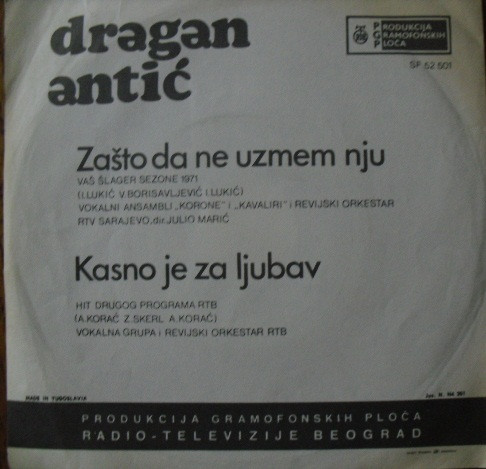 dragan
antić
PGP
PRODUKCIJA
GRAMOFONSKIH
PLOČA
SF 52 501
Zašto da ne uzmem nju
VAŠ ŠLAGER SEZONE 1971
(I.LUKIĆ V.BORISAVLJEVIĆ I.LUKIĆ)
VOKALNI ANSAMBLI „KORONE" i „KAVALIRI" i REVIJSKI ORKESTAR
RTV SARAJEVO,dir.JULIO MARIĆ
Kasno je za ljubav
HIT DRUGOG PROGRAMA RTB
(A.KORAĆ Z.SKERL A.KORAĆ)
VOKALNA GRUPA i REVIJSKI ORKESTAR RTB
MADE IN YUGOSLAVIA
PRODUKCIJA GRAMOFONSKIH PLOČA
RADIO-TELEVIZIJE BEOGRAD